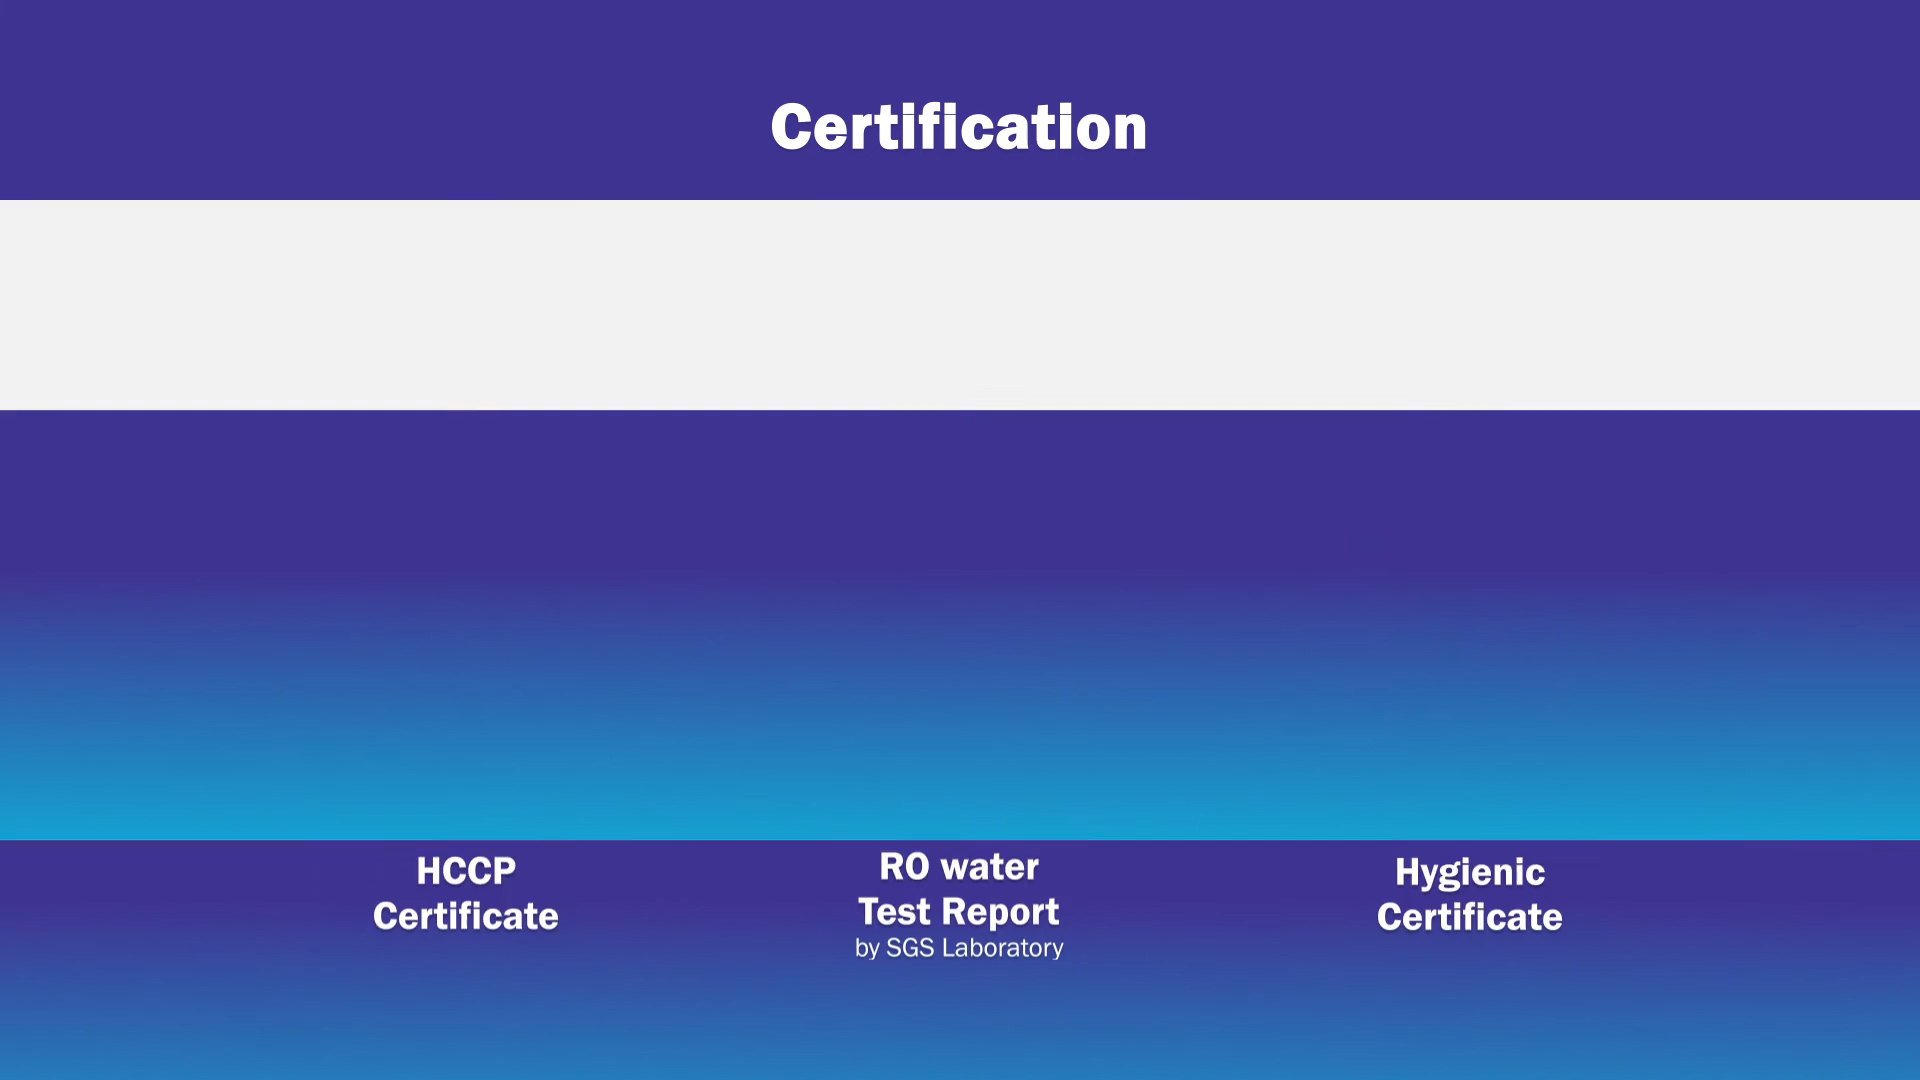 Certification
HCCP
Certificate
RO water
Test Report
by SGS Laboratory
Hygienic
Certificate